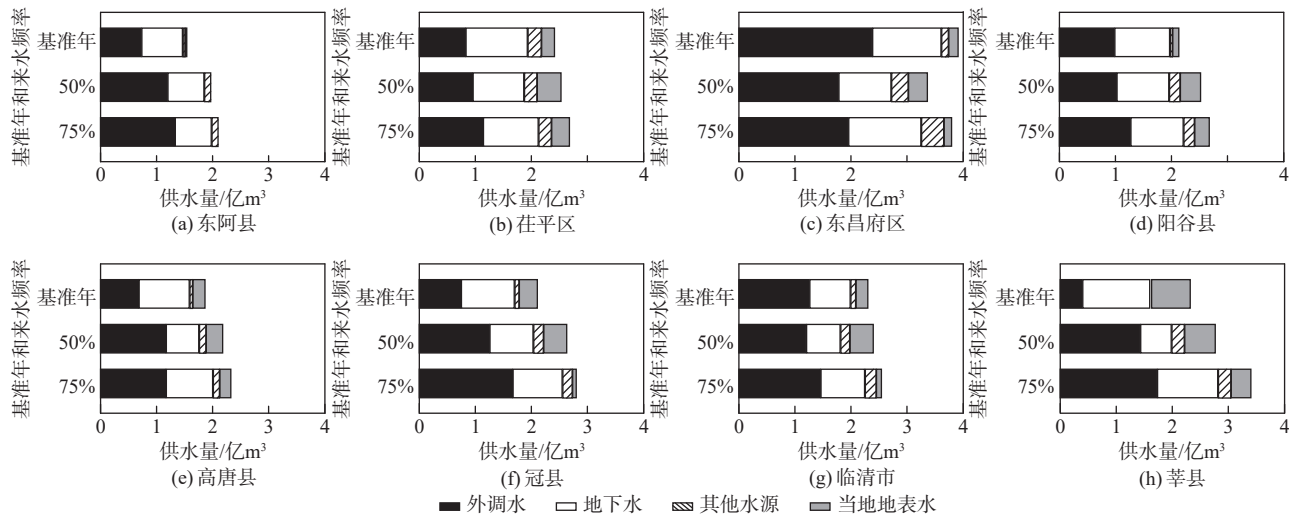 基准年和来水频率
基准年
50%
75%
0 1 2 3 4
供水量/亿m³
(a) 东阿县
基准年和来水频率
基准年
50%
75%
0 1 2 3 4
供水量/亿m³
(b) 茌平区
基准年和来水频率
基准年
50%
75%
0 1 2 3 4
供水量/亿m³
(c) 东昌府区
基准年和来水频率
基准年
50%
75%
0 1 2 3 4
供水量/亿m³
(d) 阳谷县
基准年和来水频率
基准年
50%
75%
0 1 2 3 4
供水量/亿m³
(e) 高唐县
基准年和来水频率
基准年
50%
75%
0 1 2 3 4
供水量/亿m³
(f) 冠县
基准年和来水频率
基准年
50%
75%
0 1 2 3 4
供水量/亿m³
(g) 临清市
基准年和来水频率
基准年
50%
75%
0 1 2 3 4
供水量/亿m³
(h) 莘县
外调水 地下水 其他水源 当地地表水